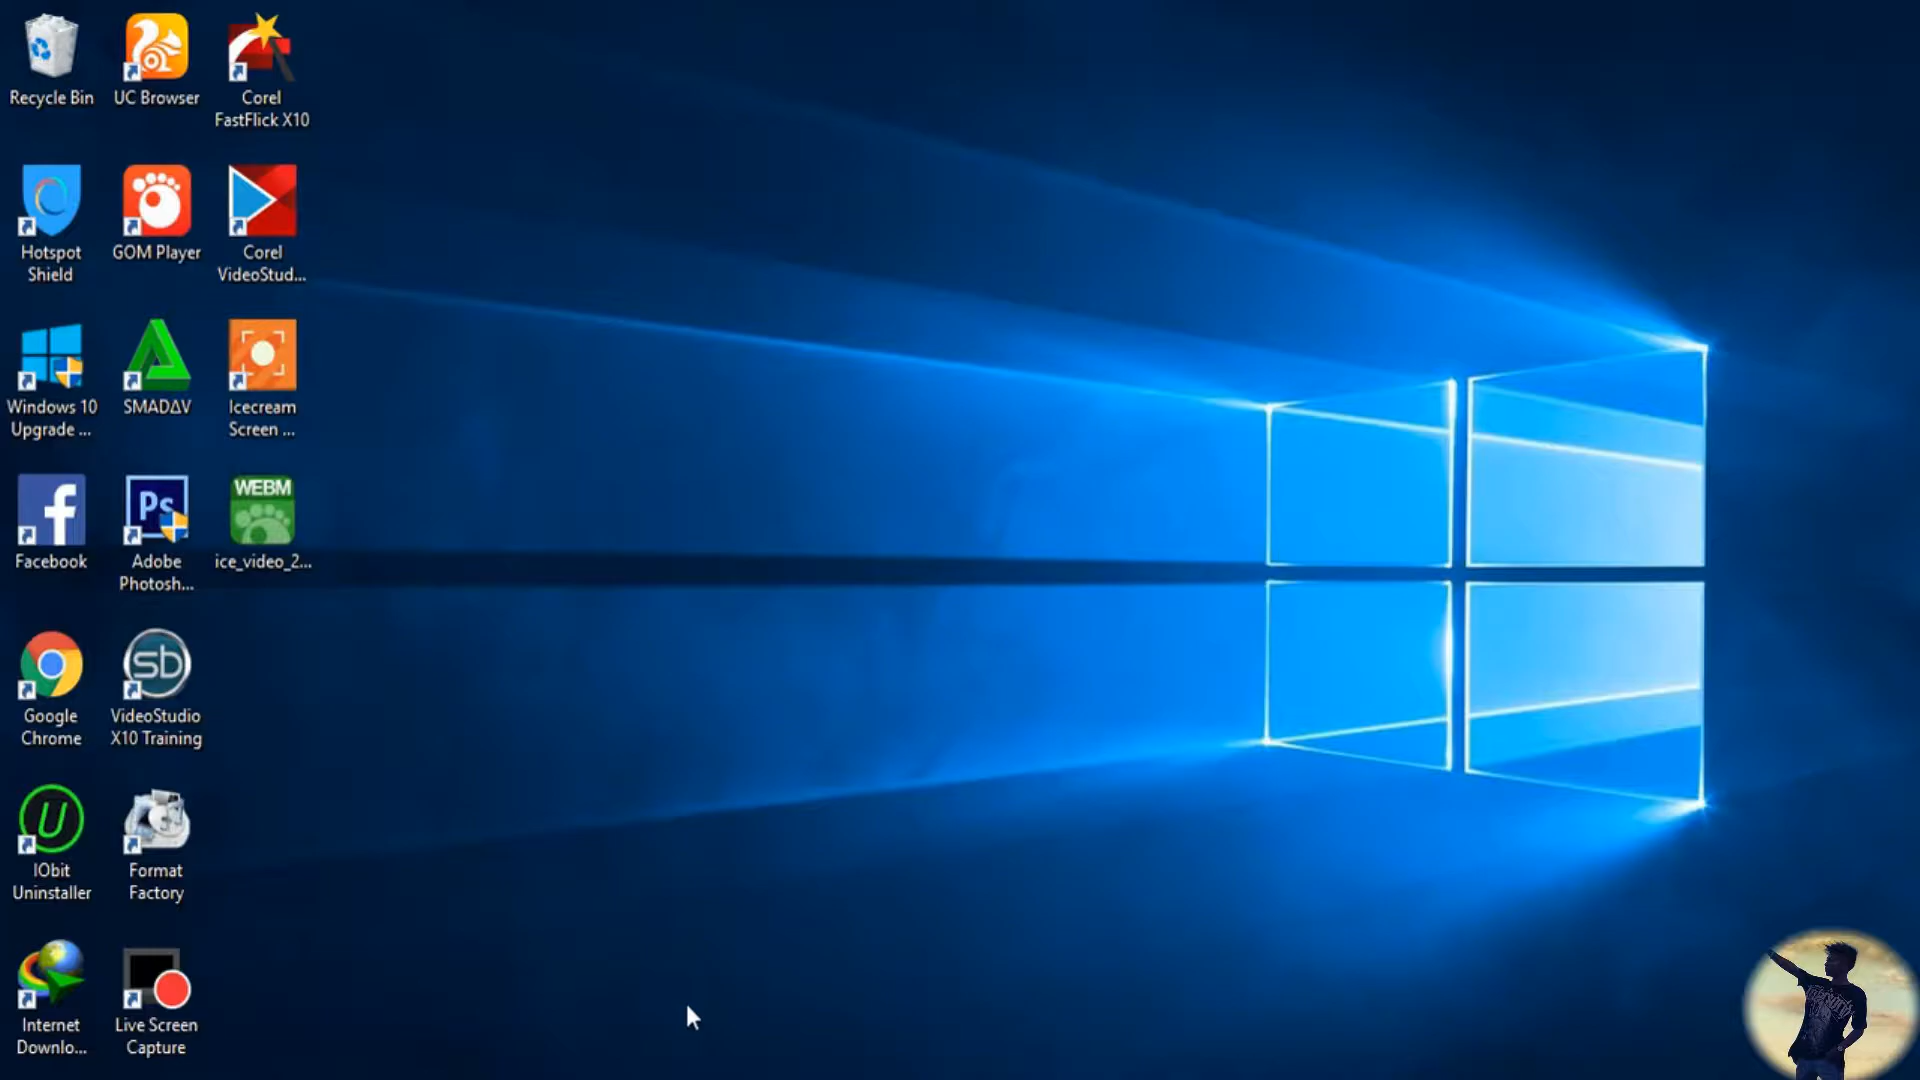 Recycle Bin
UC Browser
Corel
FastFlick X10
Hotspot
Shield
GOM Player
Corel
VideoStud...
Windows 10
Upgrade ...
SMADΔV
Icecream
Screen ...
Facebook
Ps
Adobe
Photosh...
WEBM
ice_video_2...
Google
Chrome
sb
VideoStudio
X10 Training
IObit
Uninstaller
Format
Factory
Internet
Downlo...
Live Screen
Capture